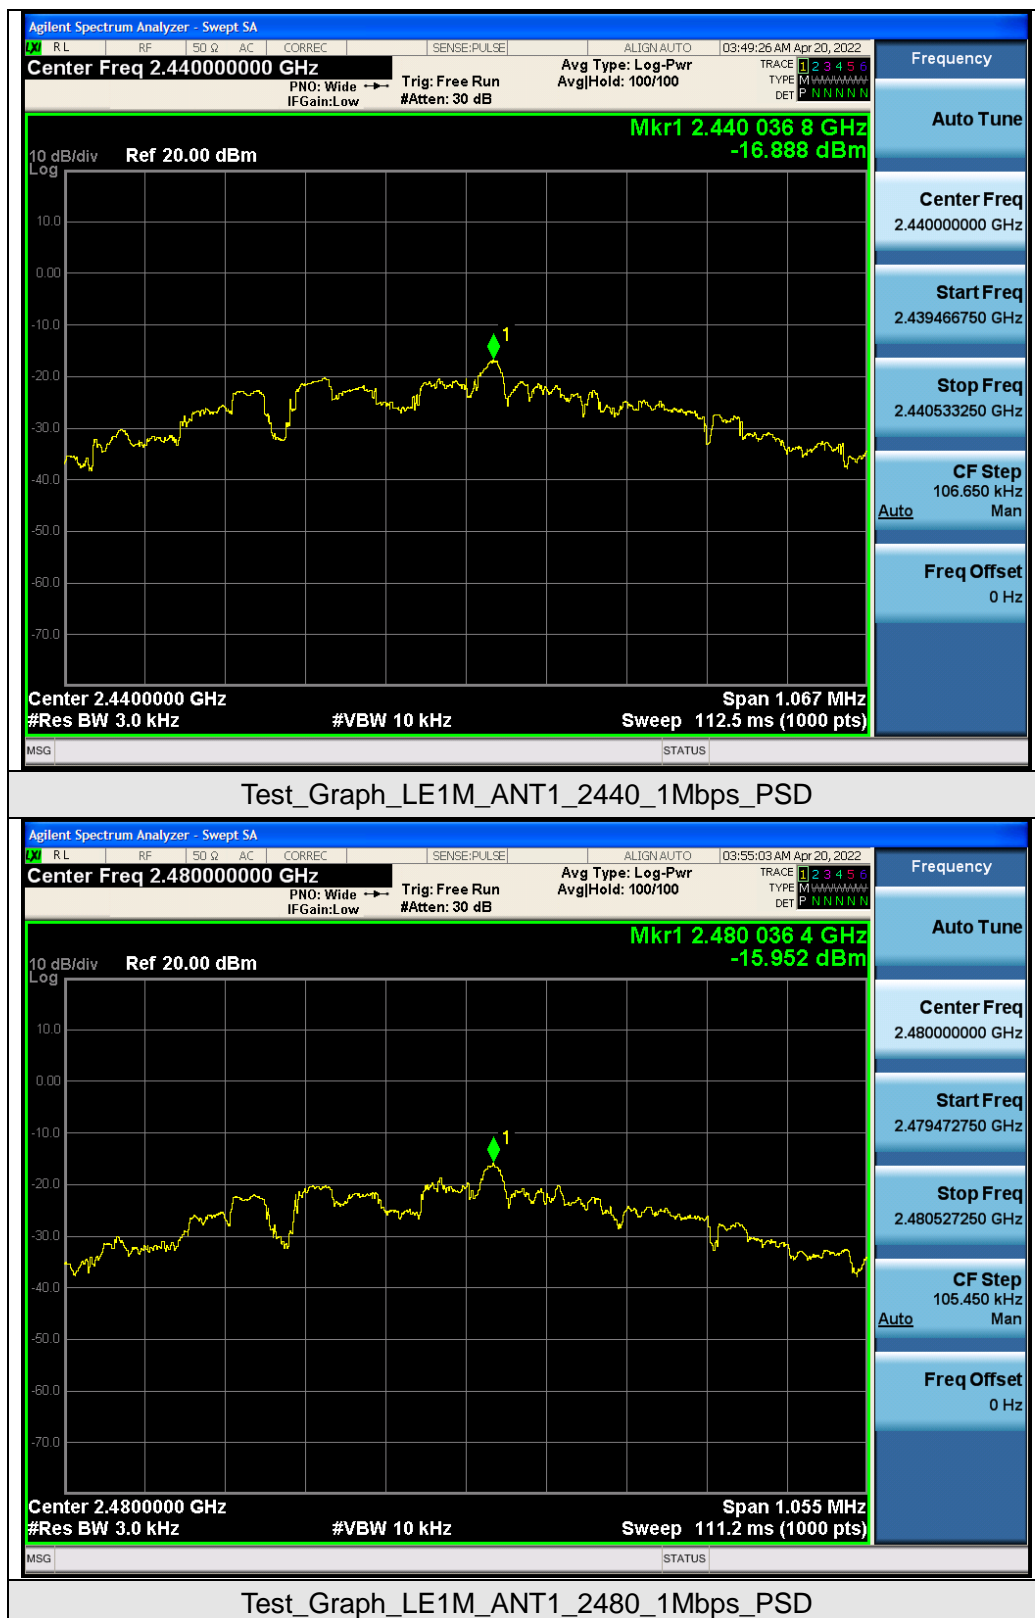 Agilent Spectrum Analyzer - Swept SA
LXI RL RF 50 Ω AC CORREC SENSE:PULSE ALIGN AUTO 03:49:26 AM Apr 20, 2022
Center Freq 2.440000000 GHz
PNO: Wide
IFGain:Low
Trig: Free Run
#Atten: 30 dB
Avg Type: Log-Pwr
Avg|Hold: 100/100
TRACE 1 2 3 4 5 6
TYPE M WWWWW
DET P N N N N N
Mkr1 2.440 036 8 GHz
-16.888 dBm
10 dB/div Ref 20.00 dBm
Log
10.0
0.00
-10.0
1
-20.0
-30.0
-40.0
-50.0
-60.0
-70.0
Center 2.4400000 GHz Span 1.067 MHz
#Res BW 3.0 kHz #VBW 10 kHz Sweep 112.5 ms (1000 pts)
MSG STATUS
Frequency
Auto Tune
Center Freq
2.440000000 GHz
Start Freq
2.439466750 GHz
Stop Freq
2.440533250 GHz
CF Step
106.650 kHz
Auto Man
Freq Offset
0 Hz
Test_Graph_LE1M_ANT1_2440_1Mbps_PSD
Agilent Spectrum Analyzer - Swept SA
LXI RL RF 50 Ω AC CORREC SENSE:PULSE ALIGN AUTO 03:55:03 AM Apr 20, 2022
Center Freq 2.480000000 GHz
PNO: Wide
IFGain:Low
Trig: Free Run
#Atten: 30 dB
Avg Type: Log-Pwr
Avg|Hold: 100/100
TRACE 1 2 3 4 5 6
TYPE M WWWWW
DET P N N N N N
Mkr1 2.480 036 4 GHz
-15.952 dBm
10 dB/div Ref 20.00 dBm
Log
10.0
0.00
-10.0
1
-20.0
-30.0
-40.0
-50.0
-60.0
-70.0
Center 2.4800000 GHz Span 1.055 MHz
#Res BW 3.0 kHz #VBW 10 kHz Sweep 111.2 ms (1000 pts)
MSG STATUS
Frequency
Auto Tune
Center Freq
2.480000000 GHz
Start Freq
2.479472750 GHz
Stop Freq
2.480527250 GHz
CF Step
105.450 kHz
Auto Man
Freq Offset
0 Hz
Test_Graph_LE1M_ANT1_2480_1Mbps_PSD